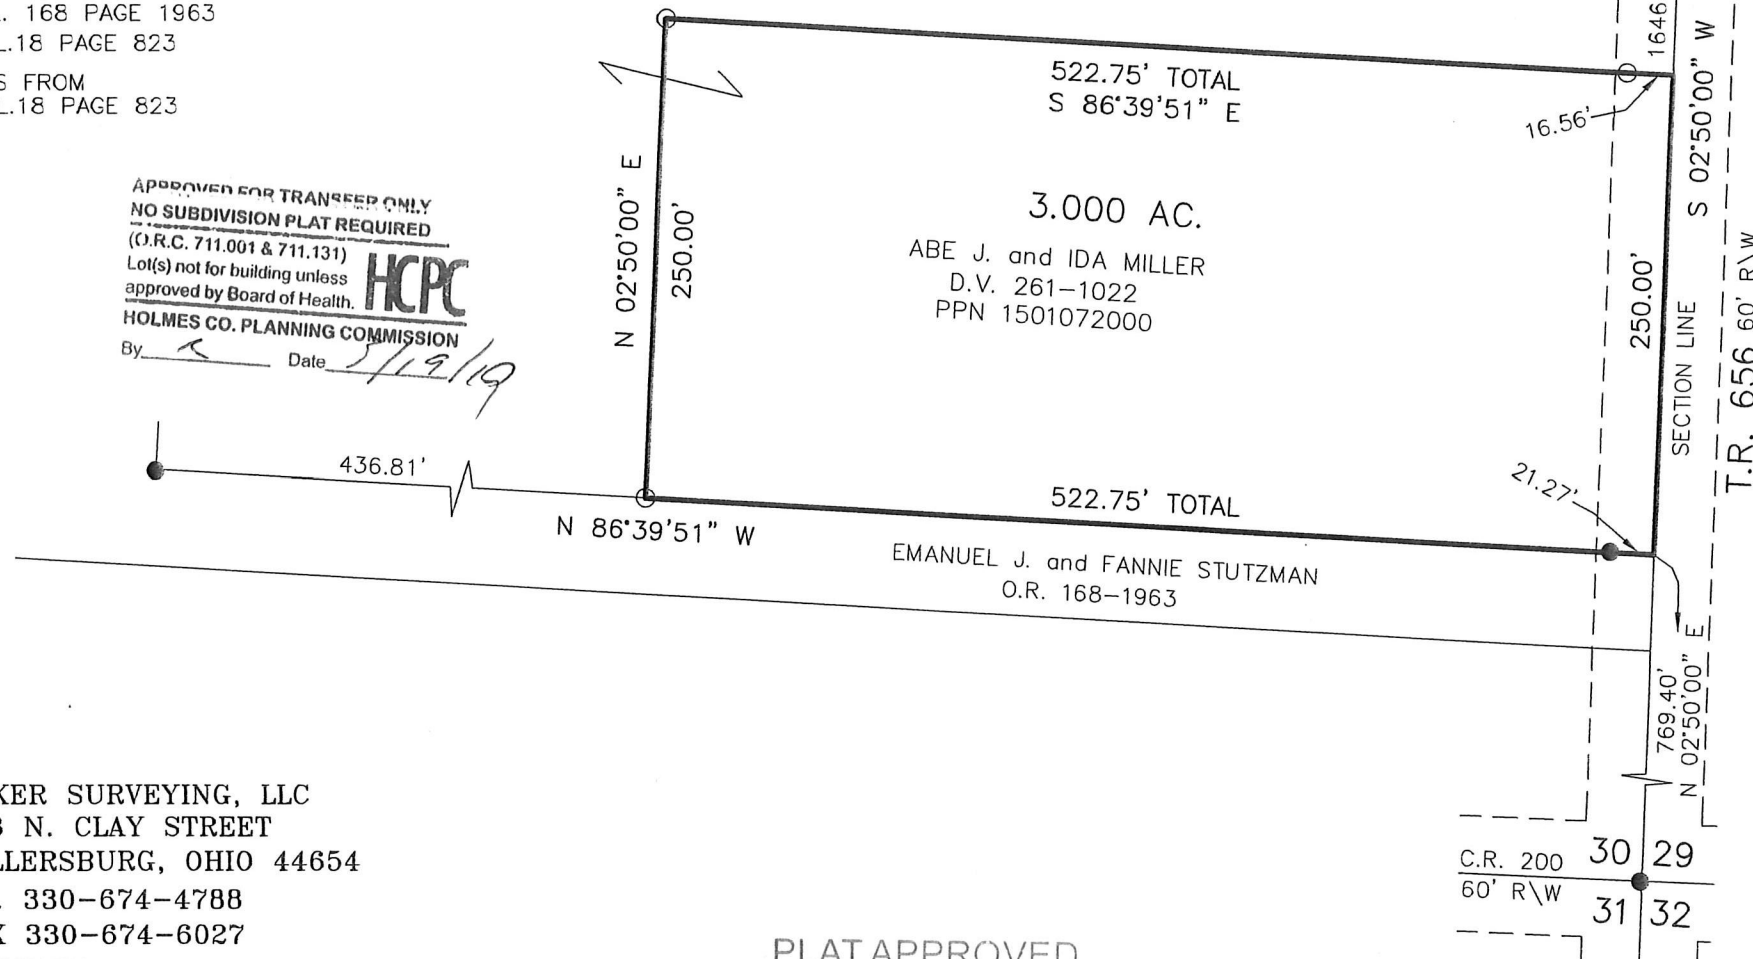 . 168 PAGE 1963
L.18 PAGE 823
S FROM
L.18 PAGE 823
APPROVED FOR TRANSFER ONLY
NO SUBDIVISION PLAT REQUIRED
(O.R.C. 711.001 & 711.131)
Lot(s) not for building unless
approved by Board of Health.
HCPC
HOLMES CO. PLANNING COMMISSION
By Date 5/19/19
522.75' TOTAL
S 86°39'51" E
16.56'
1646
S 02°50'00" W
N 02°50'00" E
250.00'
3.000 AC.
ABE J. and IDA MILLER
D.V. 261-1022
PPN 1501072000
250.00'
SECTION LINE
T.R. 656 60' R\W
436.81'
522.75' TOTAL
N 86°39'51" W
21.27'
EMANUEL J. and FANNIE STUTZMAN
O.R. 168-1963
769.40'
N 02°50'00" E
KER SURVEYING, LLC
N. CLAY STREET
LLERSBURG, OHIO 44654
. 330-674-4788
X 330-674-6027
C.R. 200
60' R\W
30 29
31 32
PLAT APPROVED